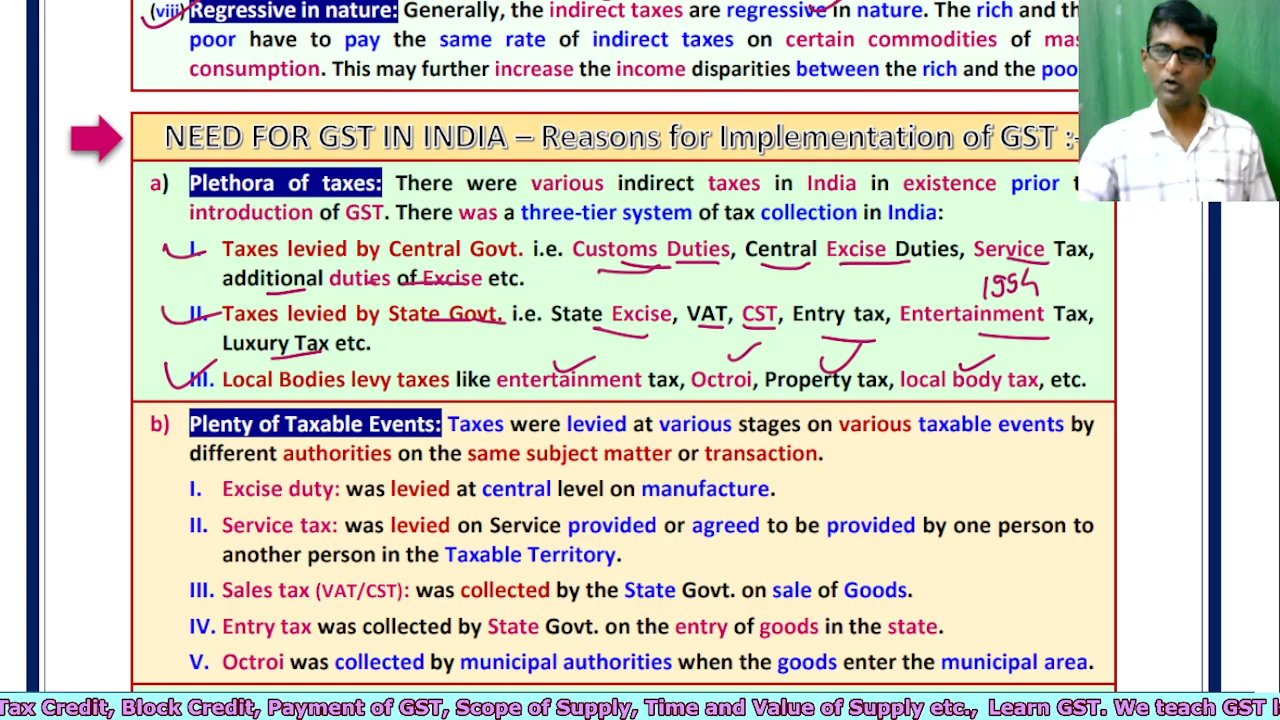 (viii) Regressive in nature: Generally, the indirect taxes are regressive in nature. The rich and th
poor have to pay the same rate of indirect taxes on certain commodities of mas
consumption. This may further increase the income disparities between the rich and the poo
NEED FOR GST IN INDIA – Reasons for Implementation of GST :-
a) Plethora of taxes: There were various indirect taxes in India in existence prior t
introduction of GST. There was a three-tier system of tax collection in India:
I. Taxes levied by Central Govt. i.e. Customs Duties, Central Excise Duties, Service Tax,
additional duties of Excise etc.
1994
II. Taxes levied by State Govt. i.e. State Excise, VAT, CST, Entry tax, Entertainment Tax,
Luxury Tax etc.
III. Local Bodies levy taxes like entertainment tax, Octroi, Property tax, local body tax, etc.
b) Plenty of Taxable Events: Taxes were levied at various stages on various taxable events by
different authorities on the same subject matter or transaction.
I. Excise duty: was levied at central level on manufacture.
II. Service tax: was levied on Service provided or agreed to be provided by one person to
another person in the Taxable Territory.
III. Sales tax (VAT/CST): was collected by the State Govt. on sale of Goods.
IV. Entry tax was collected by State Govt. on the entry of goods in the state.
V. Octroi was collected by municipal authorities when the goods enter the municipal area.
Tax Credit, Block Credit, Payment of GST, Scope of Supply, Time and Value of Supply etc., Learn GST. We teach GST